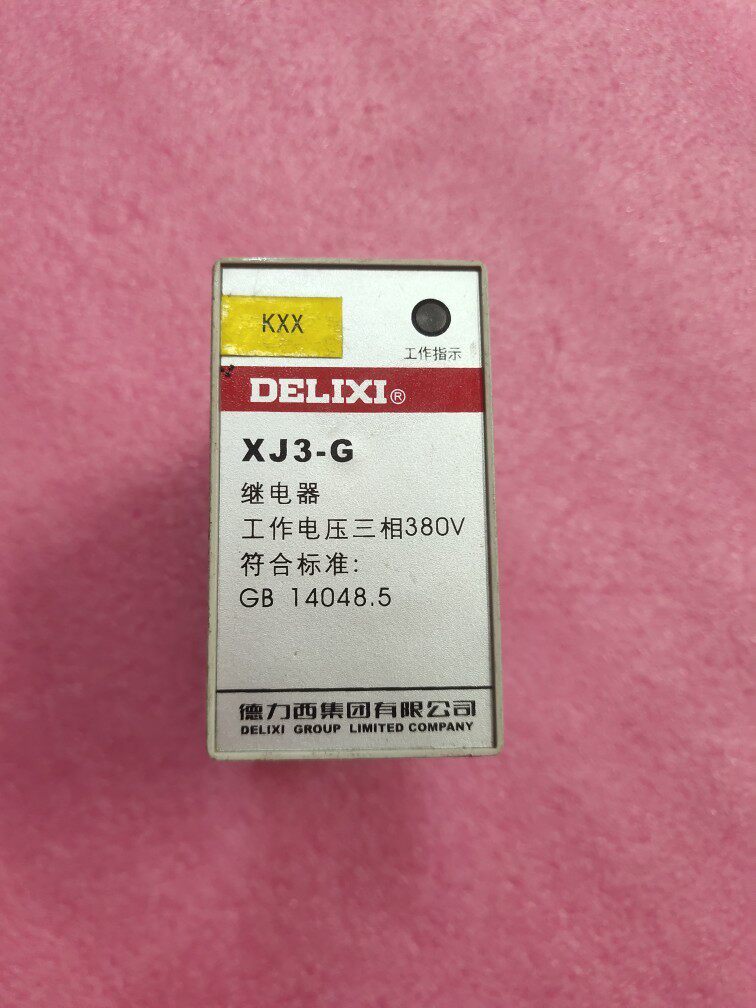 KXX
工作指示
DELIXI®
XJ3-G
继电器
工作电压三相380V
符合标准:
GB 14048.5
德力西集团有限公司
DELIXI GROUP LIMITED COMPANY